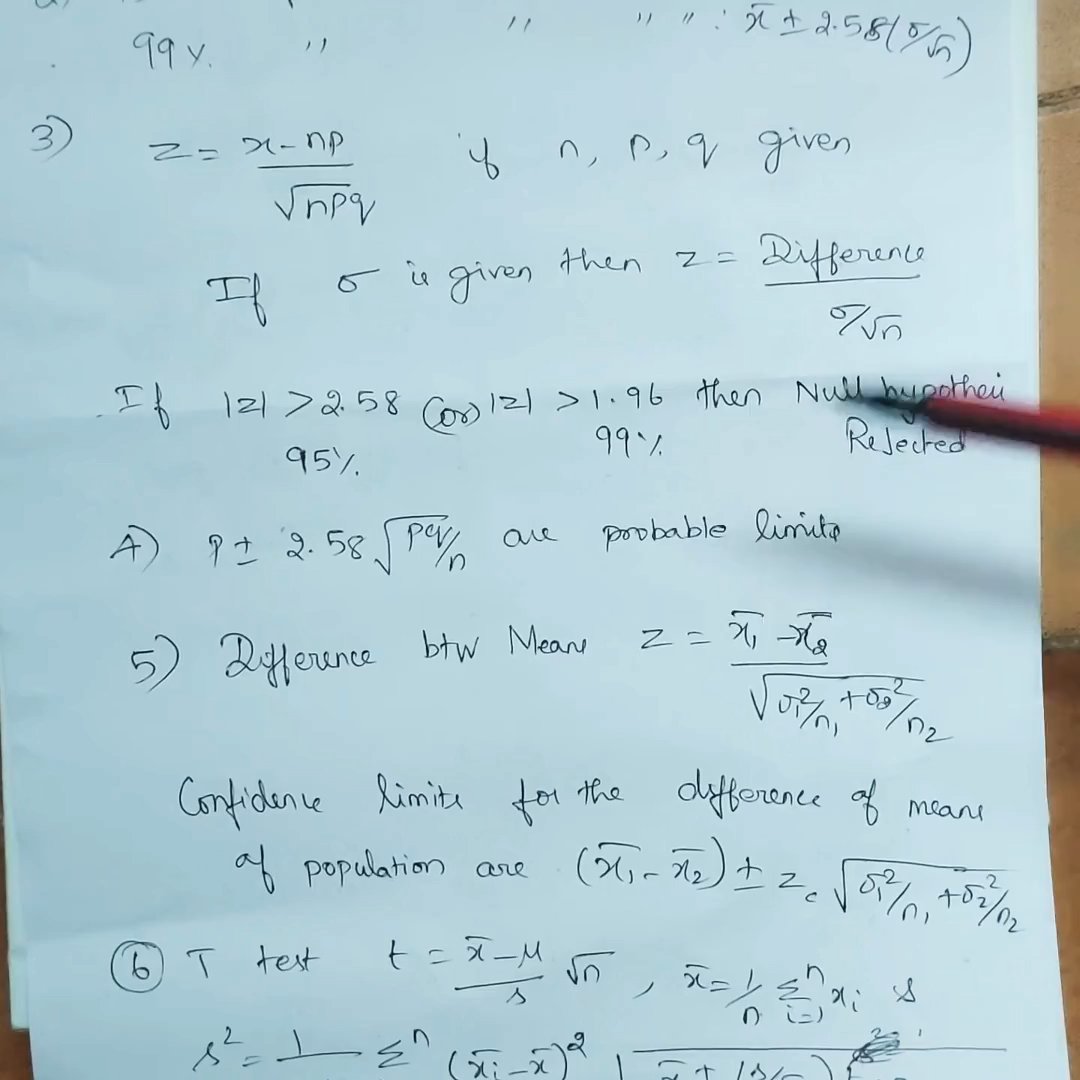 〃 〃 〃 : x̄ ± 2.58(σ/√n)
99%. 〃
3) z = x-np / √npq if n, p, q given
If σ is given then z = Difference / σ/√n
If |z| > 2.58 (or) |z| > 1.96 then Null hypothei
95%. 99%. Rejected
A) p ± 2.58 √pq/n are probable limits
5) Difference btw Means z = x̄₁ - x̄₂ / √σ₁²/n₁ + σ₂²/n₂
Confidence limits for the difference of means
of population are (x̄₁ - x̄₂) ± z_c √σ₁²/n₁ + σ₂²/n₂
⑥ T test t = x̄-μ / s √n , x̄ = 1/n Σⁿᵢ₌₁ xᵢ &
s² = 1 Σⁿ (x̄ᵢ - x̄)²